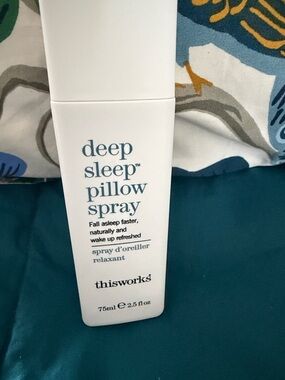 deep
sleep™
pillow
spray
Fall asleep faster,
naturally and
wake up refreshed
spray d'oreiller
relaxant
thisworks!
75ml e 2.5 fl oz